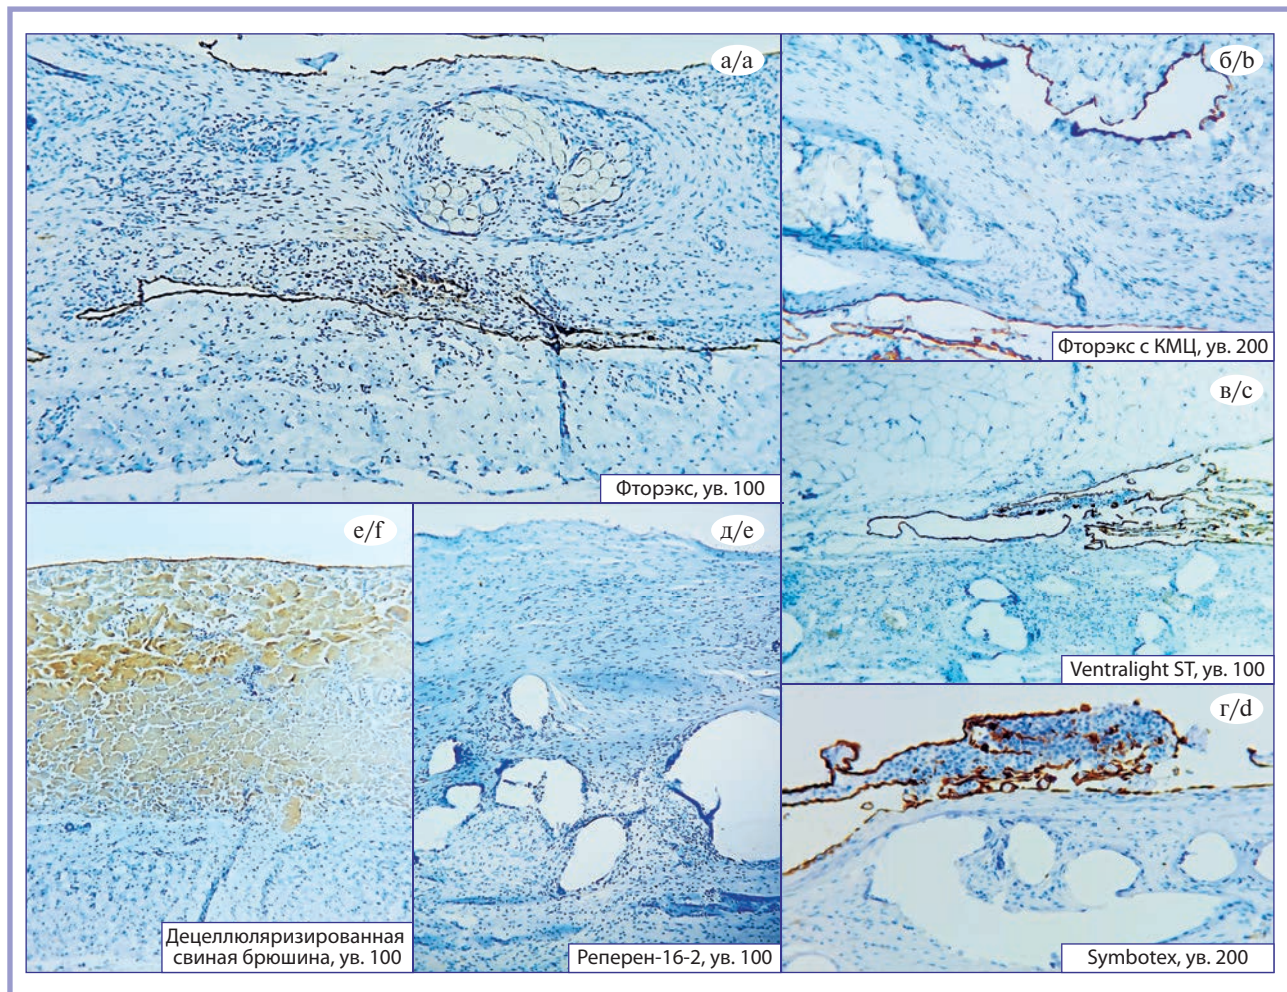 а/a
Фторэкс, ув. 100
б/b
Фторэкс с КМЦ, ув. 200
в/c
Ventralight ST, ув. 100
г/d
Symbotex, ув. 200
д/e
Реперен-16-2, ув. 100
е/f
Децеллюляризированная
свиная брюшина, ув. 100